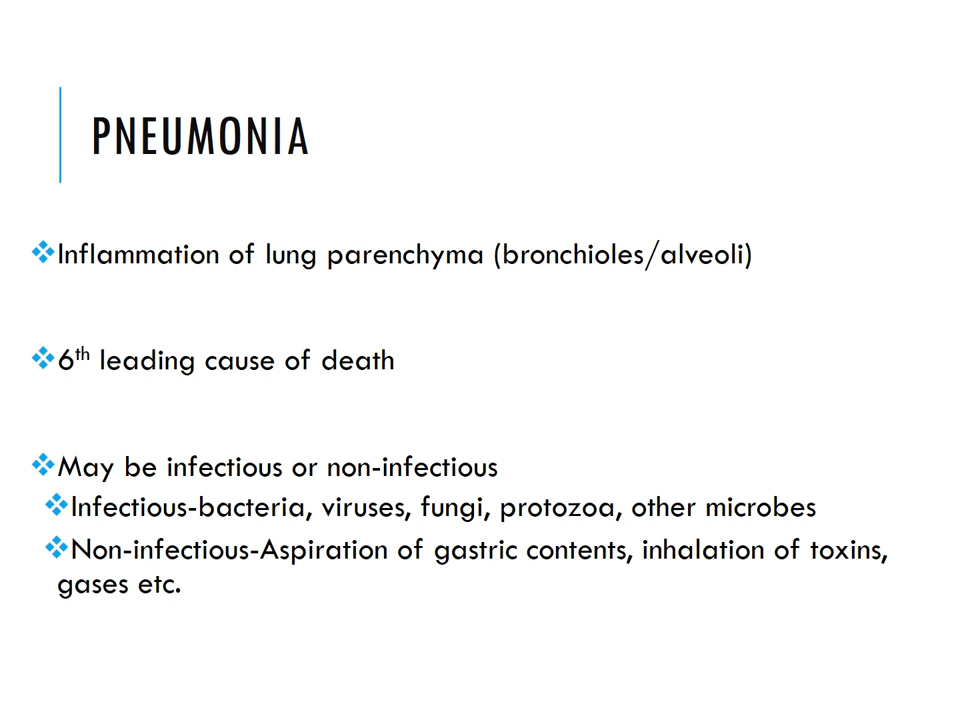 PNEUMONIA
❖Inflammation of lung parenchyma (bronchioles/alveoli)
❖6th leading cause of death
❖May be infectious or non-infectious
❖Infectious-bacteria, viruses, fungi, protozoa, other microbes
❖Non-infectious-Aspiration of gastric contents, inhalation of toxins,
gases etc.